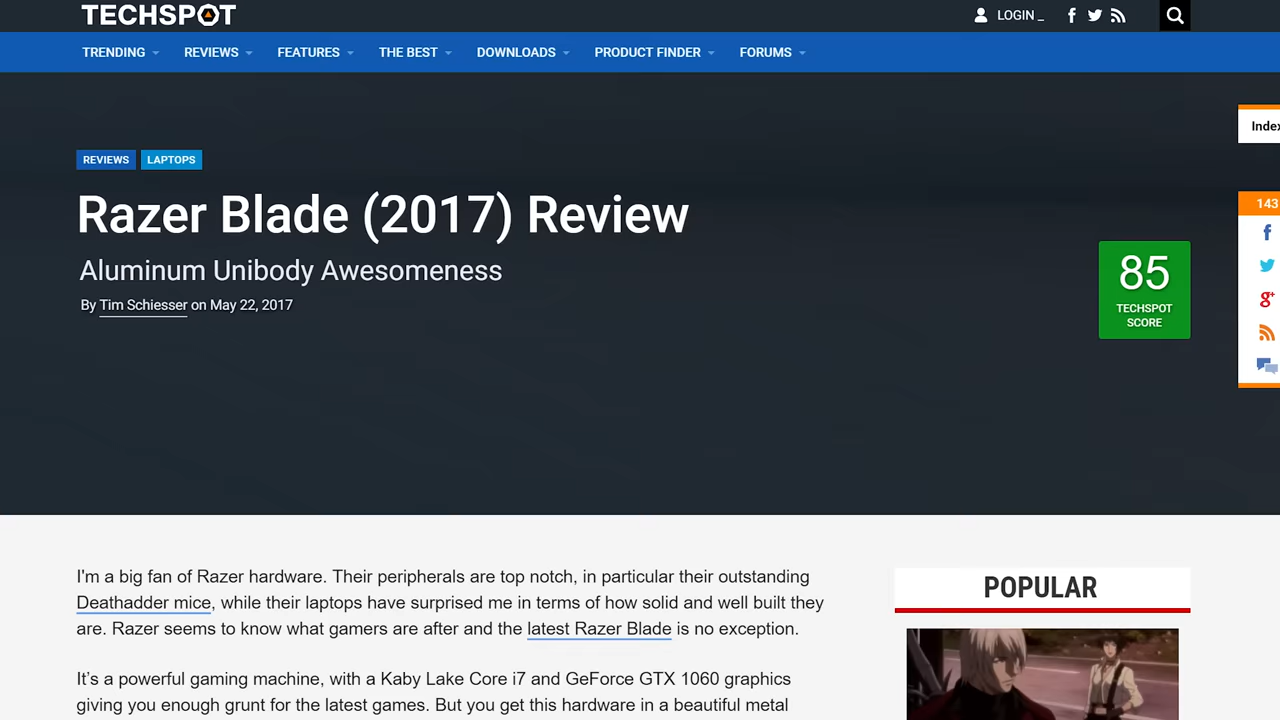 TECHSPOT
LOGIN _
TRENDING REVIEWS FEATURES THE BEST DOWNLOADS PRODUCT FINDER FORUMS
Index
REVIEWS LAPTOPS
Razer Blade (2017) Review
Aluminum Unibody Awesomeness
By Tim Schiesser on May 22, 2017
143
85
TECHSPOT
SCORE
I'm a big fan of Razer hardware. Their peripherals are top notch, in particular their outstanding
Deathadder mice, while their laptops have surprised me in terms of how solid and well built they
are. Razer seems to know what gamers are after and the latest Razer Blade is no exception.
It’s a powerful gaming machine, with a Kaby Lake Core i7 and GeForce GTX 1060 graphics
giving you enough grunt for the latest games. But you get this hardware in a beautiful metal
POPULAR